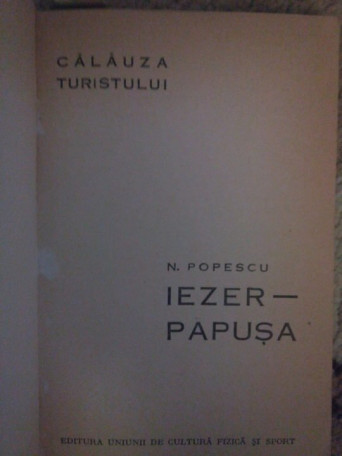 CĂLĂUZA
TURISTULUI
N. POPESCU
IEZER—
PAPUȘA
EDITURA UNIUNII DE CULTURĂ FIZICĂ ȘI SPORT